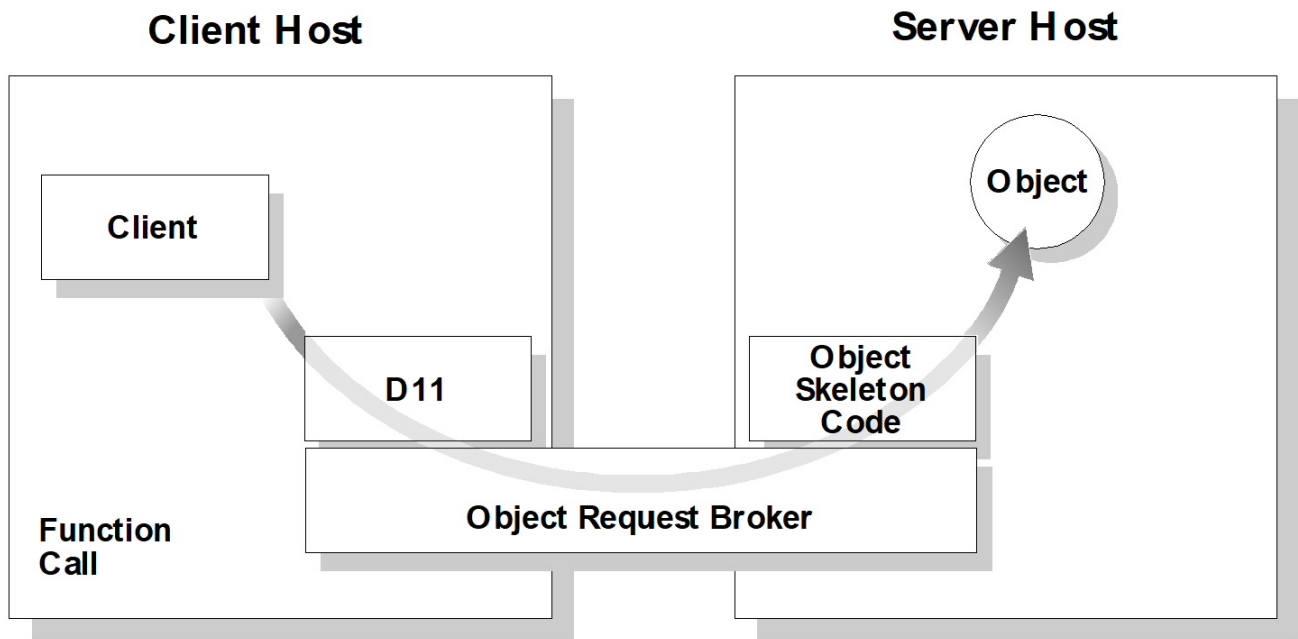 Client Host
Server Host
Client
Object
D11
Object
Skeleton
Code
Object Request Broker
Function
Call